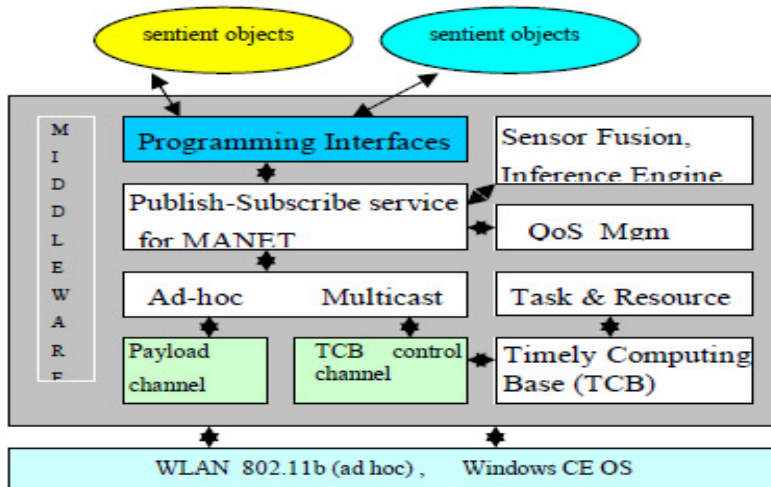 sentient objects
sentient objects
M
I
D
D
L
E
W
A
R
E
Programming Interfaces
Sensor Fusion,
Inference Engine
Publish-Subscribe service
for MANET
QoS Mgm
Ad-hoc Multicast
Task & Resource
Payload
channel
TCB control
channel
Timely Computing
Base (TCB)
WLAN 802.11b (ad hoc) , Windows CE OS